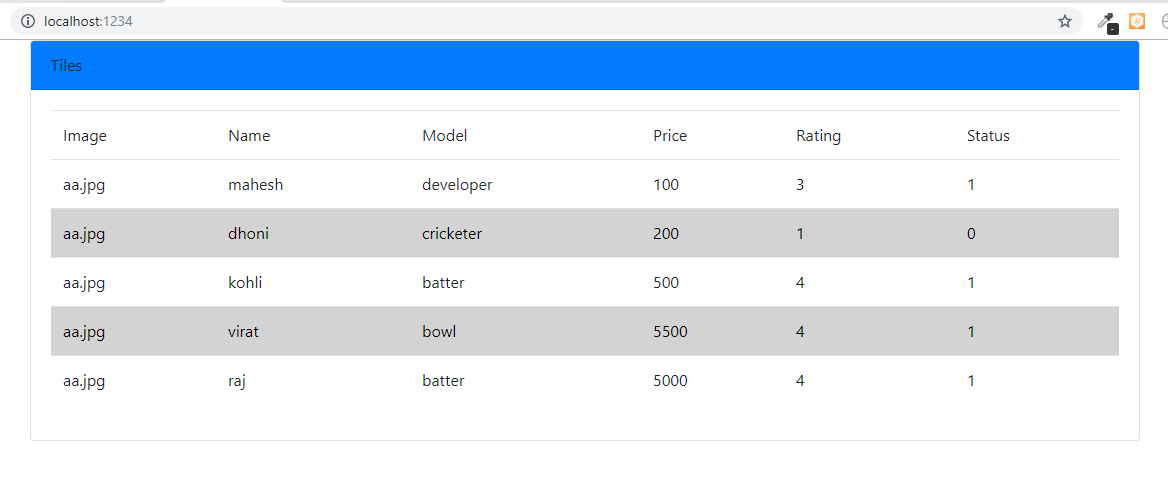 localhost:1234
Tiles
Image Name Model Price Rating Status
aa.jpg mahesh developer 100 3 1
aa.jpg dhoni cricketer 200 1 0
aa.jpg kohli batter 500 4 1
aa.jpg virat bowl 5500 4 1
aa.jpg raj batter 5000 4 1